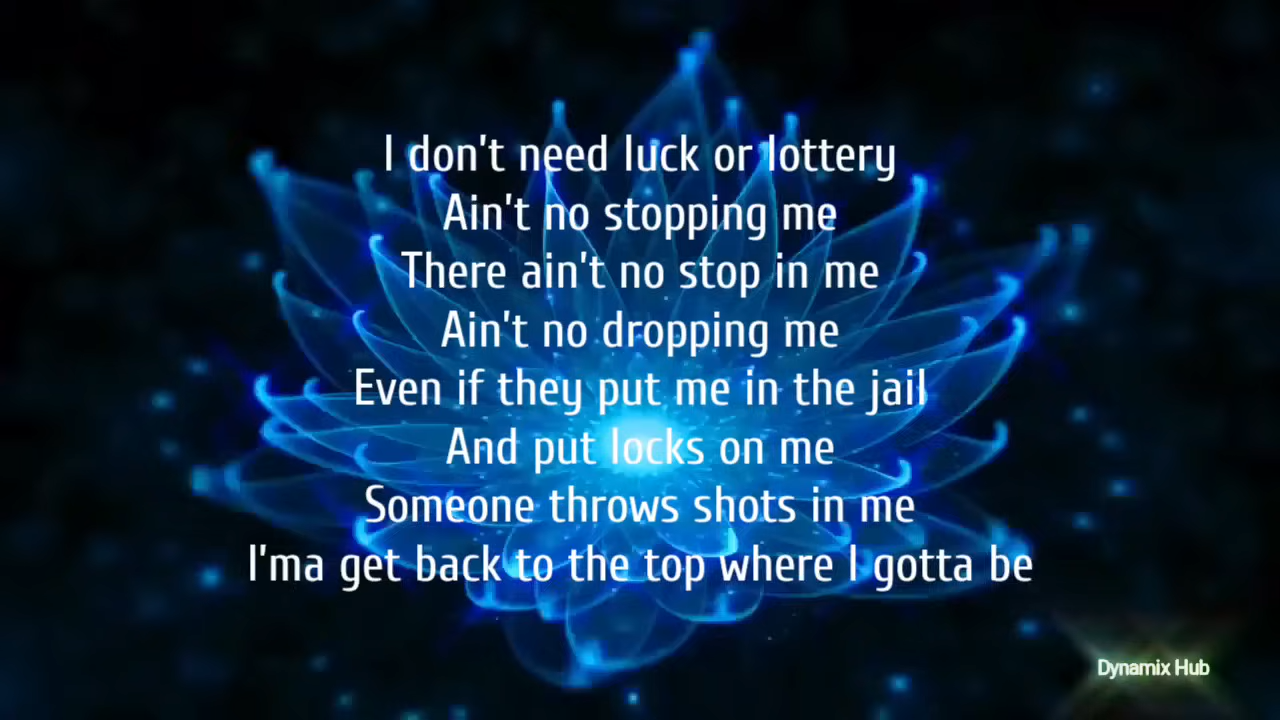 I don't need luck or lottery
Ain't no stopping me
There ain't no stop in me
Ain't no dropping me
Even if they put me in the jail
And put locks on me
Someone throws shots in me
I'ma get back to the top where I gotta be
Dynamix Hub